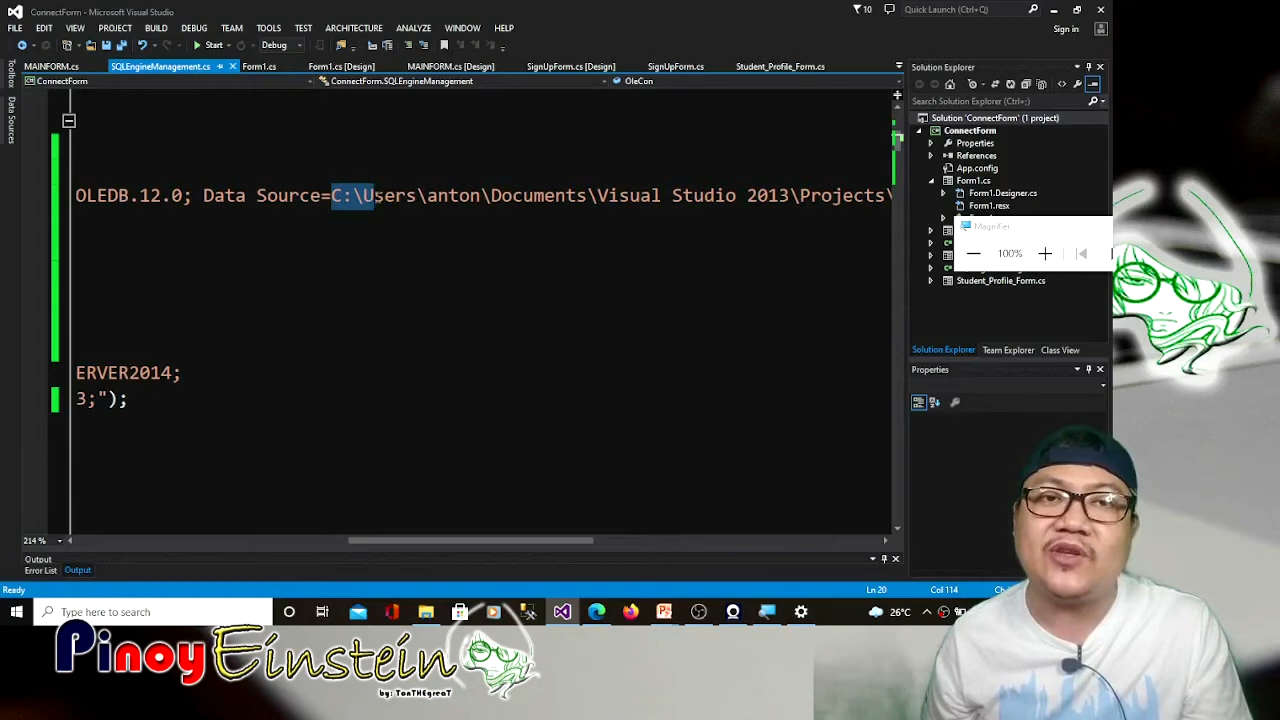 ConnectForm - Microsoft Visual Studio
10
Quick Launch (Ctrl+Q)
FILE EDIT VIEW PROJECT BUILD DEBUG TEAM TOOLS TEST ARCHITECTURE ANALYZE WINDOW HELP
Sign in
Start Debug
MAINFORM.cs SQLEngineManagement.cs Form1.cs Form1.cs [Design] MAINFORM.cs [Design] SignUpForm.cs [Design] SignUpForm.cs Student_Profile_Form.cs
ConnectForm ConnectForm.SQLEngineManagement OleCon
Toolbox
Data Sources
OLEDB.12.0; Data Source=C:\Users\anton\Documents\Visual Studio 2013\Projects\
ERVER2014;
3;");
214 %
Solution Explorer
Search Solution Explorer (Ctrl+;)
Solution 'ConnectForm' (1 project)
ConnectForm
Properties
References
App.config
Form1.cs
Form1.Designer.cs
Form1.resx
Magnifier
100%
Student_Profile_Form.cs
Solution Explorer Team Explorer Class View
Properties
Output
Error List Output
Ready
Ln 20 Col 114
Type here to search
26°C
Pinoy Einstein
by: TonTHEgreaT